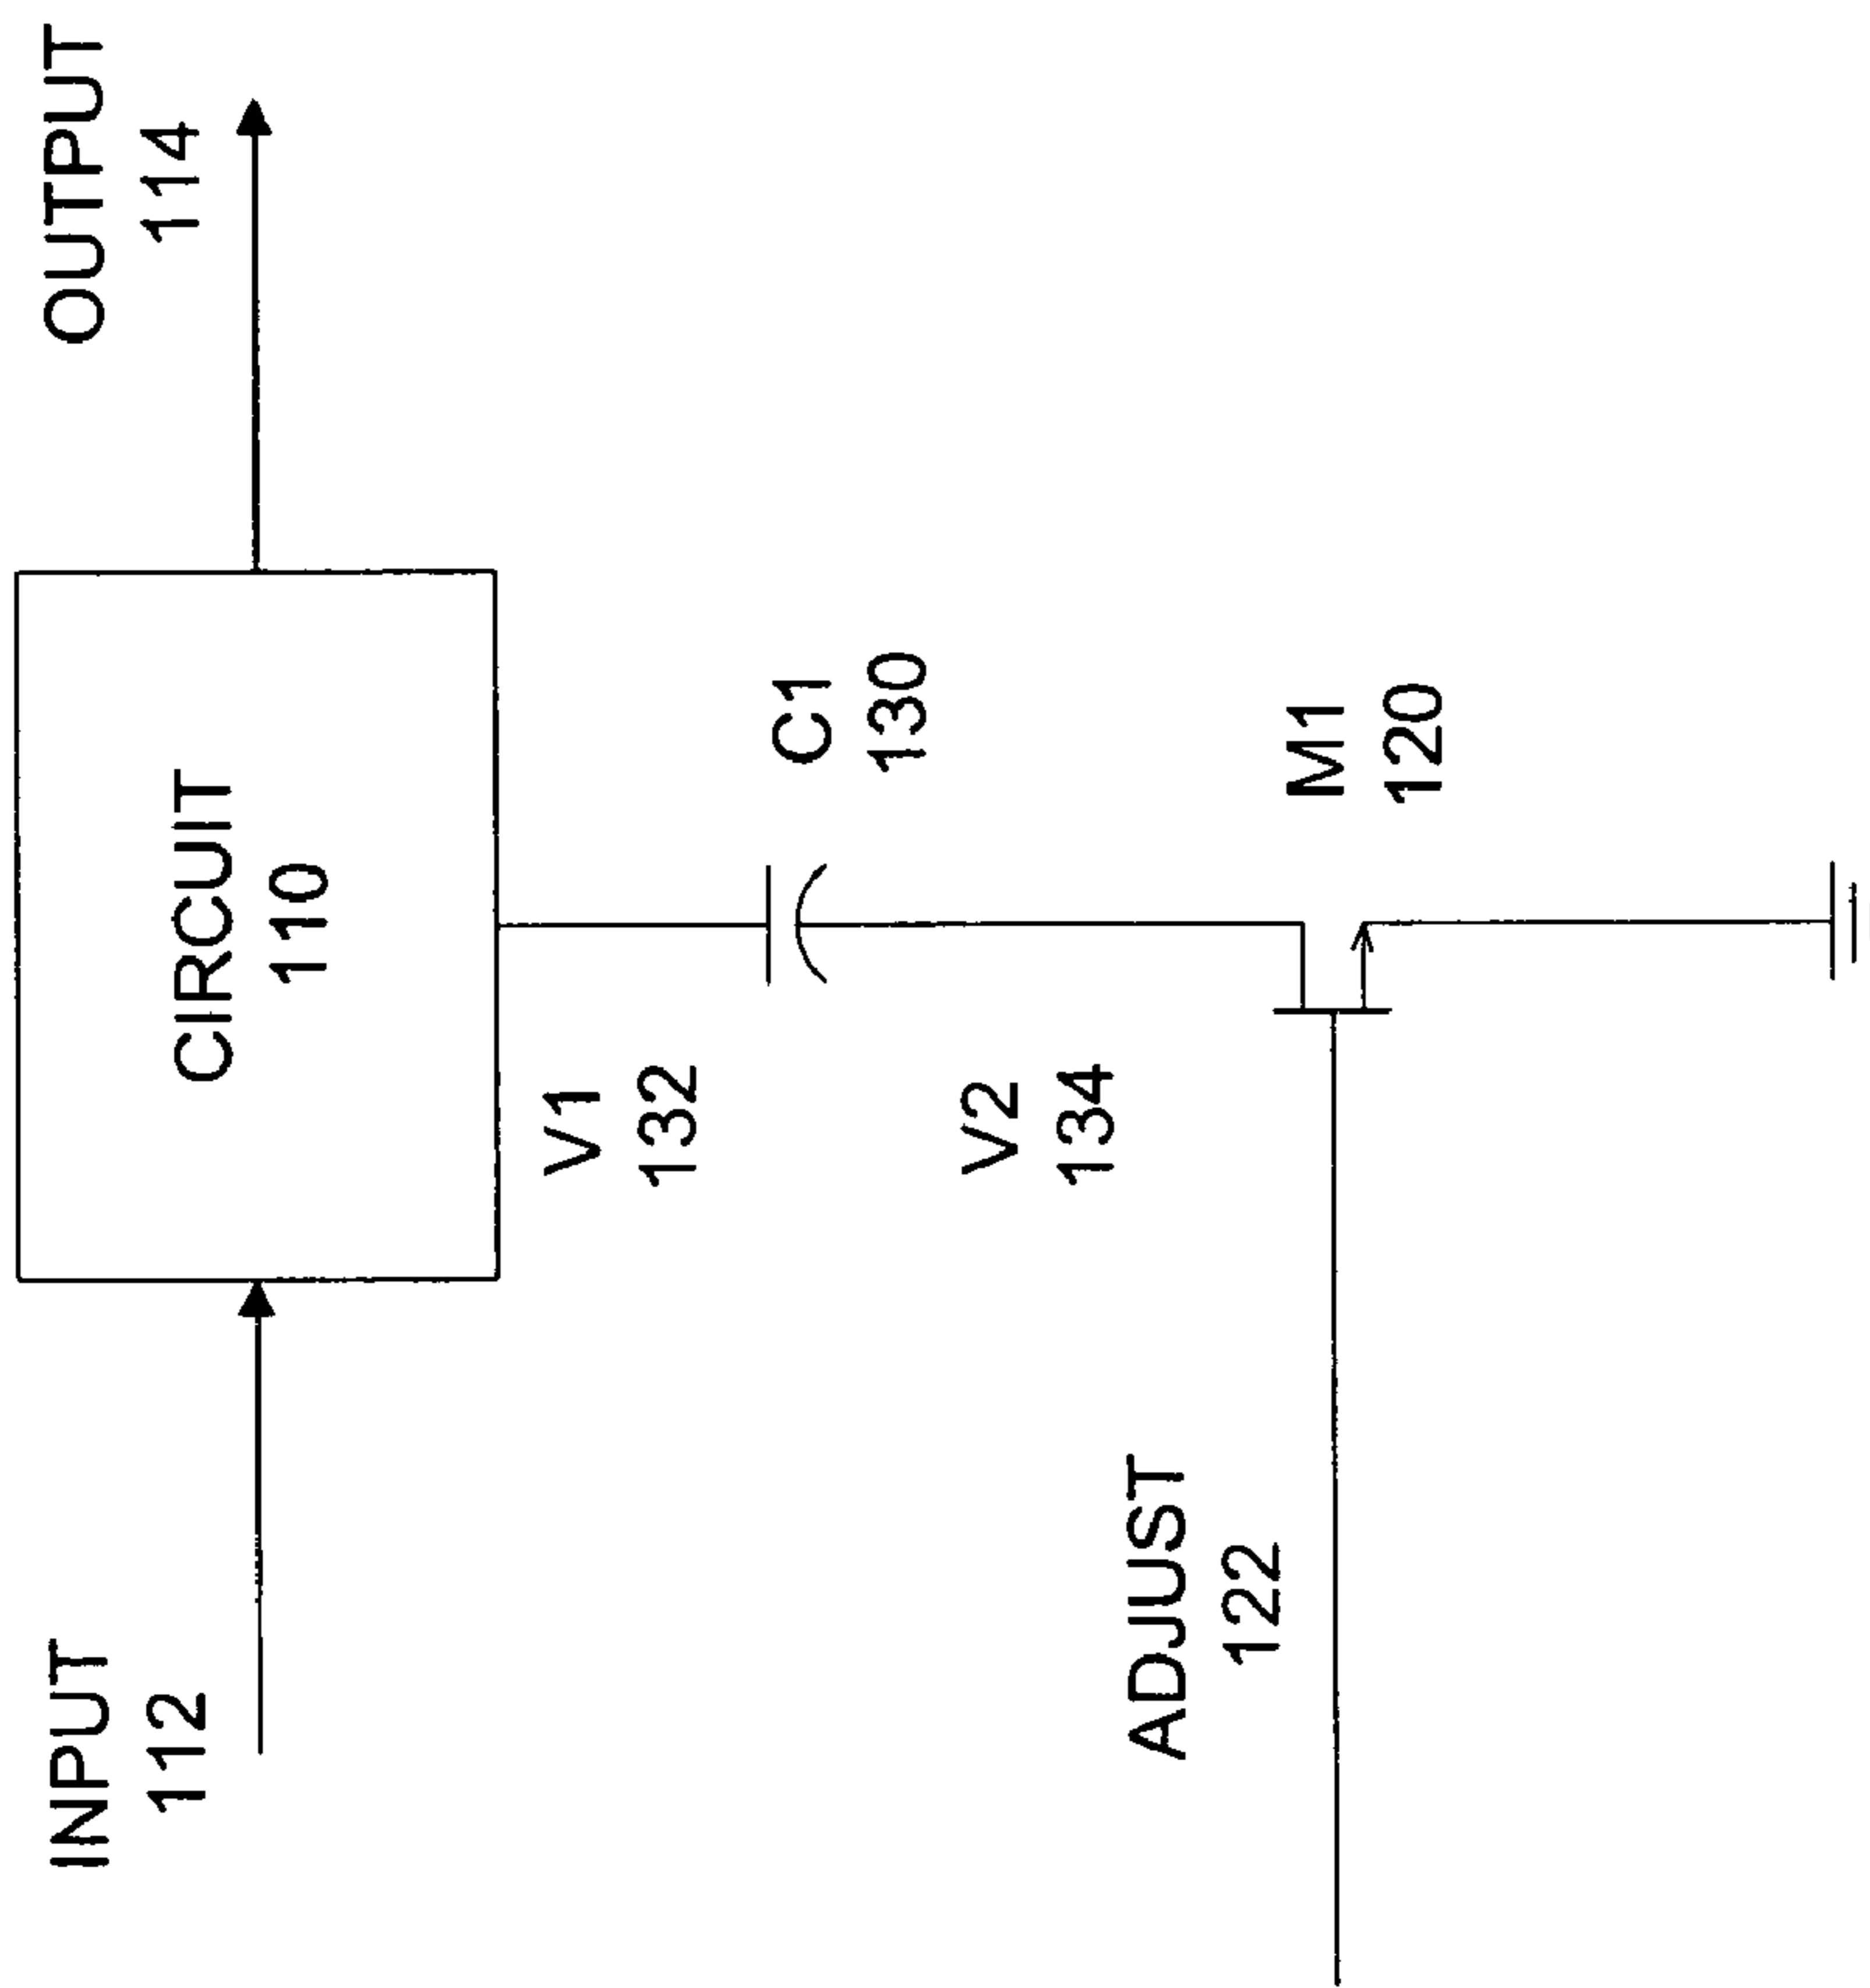 INPUT
112
CIRCUIT
110
OUTPUT
114
V1
132
C1
130
V2
134
ADJUST
122
M1
120